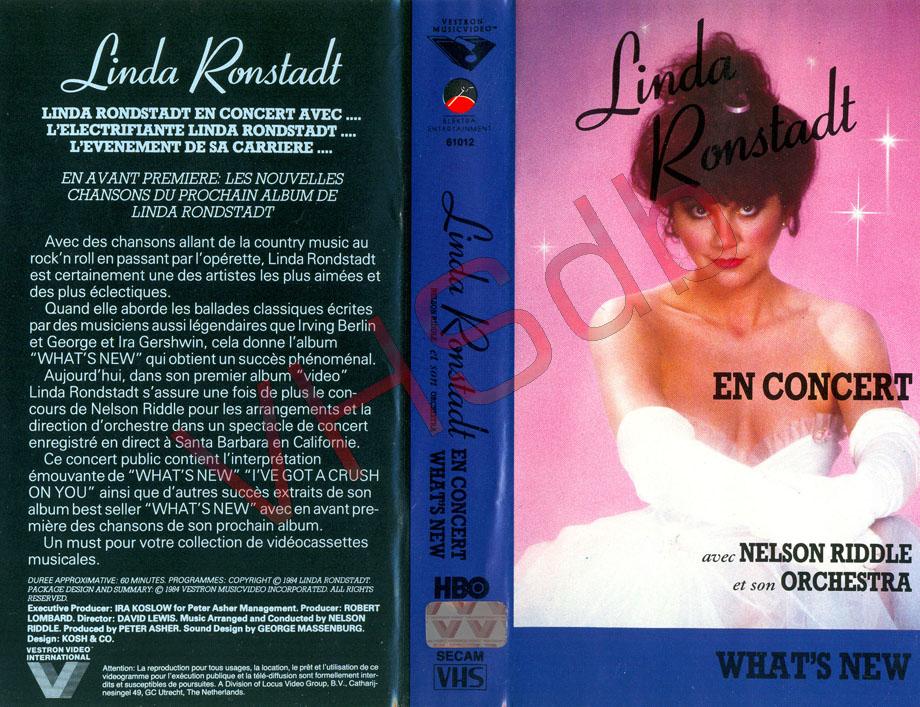 Linda Ronstadt
LINDA RONDSTADT EN CONCERT AVEC ....
L'ELECTRIFIANTE LINDA RONDSTADT ....
L'EVENEMENT DE SA CARRIERE ....
EN AVANT PREMIERE: LES NOUVELLES
CHANSONS DU PROCHAIN ALBUM DE
LINDA RONDSTADT
Avec des chansons allant de la country music au
rock'n roll en passant par l'opérette, Linda Rondstadt
est certainement une des artistes les plus aimées et
des plus éclectiques.
Quand elle aborde les ballades classiques écrites
par des musiciens aussi légendaires que Irving Berlin
et George et Ira Gershwin, cela donne l'album
"WHAT'S NEW" qui obtient un succès phénoménal.
Aujourd'hui, dans son premier album "video"
Linda Rondstadt s'assure une fois de plus le con-
cours de Nelson Riddle pour les arrangements et la
direction d'orchestre dans un spectacle de concert
enregistré en direct à Santa Barbara en Californie.
Ce concert public contient l'interprétation
émouvante de "WHAT'S NEW" "I'VE GOT A CRUSH
ON YOU" ainsi que d'autres succès extraits de son
album best seller "WHAT'S NEW" avec en avant pre-
mière des chansons de son prochain album.
Un must pour votre collection de vidéocassettes
musicales.
DUREE APPROXIMATIVE: 60 MINUTES. PROGRAMMES: COPYRIGHT © 1984 LINDA RONDSTADT.
PACKAGE DESIGN AND SUMMARY: © 1984 VESTRON MUSICVIDEO INCORPORATED. ALL RIGHTS
RESERVED.
Executive Producer: IRA KOSLOW for Peter Asher Management. Producer: ROBERT
LOMBARD. Director: DAVID LEWIS. Music Arranged and Conducted by NELSON
RIDDLE. Produced by PETER ASHER. Sound Design by GEORGE MASSENBURG.
Design: KOSH & CO.
VESTRON VIDEO™
INTERNATIONAL
Attention: La reproduction pour tous usages, la location, le prêt et l'utilisation de ce
videogramme pour l'exécution publique et la télé-diffusion sont formellement inter-
dits et susceptibles de poursuites. A Division of Locus Video Group, B.V., Catharij-
nesingel 49, GC Utrecht, The Netherlands.
VESTRON
MUSICVIDEO™
ELEKTRA
ENTERTAINMENT
61012
Linda Ronstadt
NELSON RIDDLE et son ORCHESTRA
EN CONCERT
WHAT'S NEW
HBO
SECAM
VHS
Linda
Ronstadt
EN CONCERT
avec NELSON RIDDLE
et son ORCHESTRA
WHAT'S NEW
VHSdb